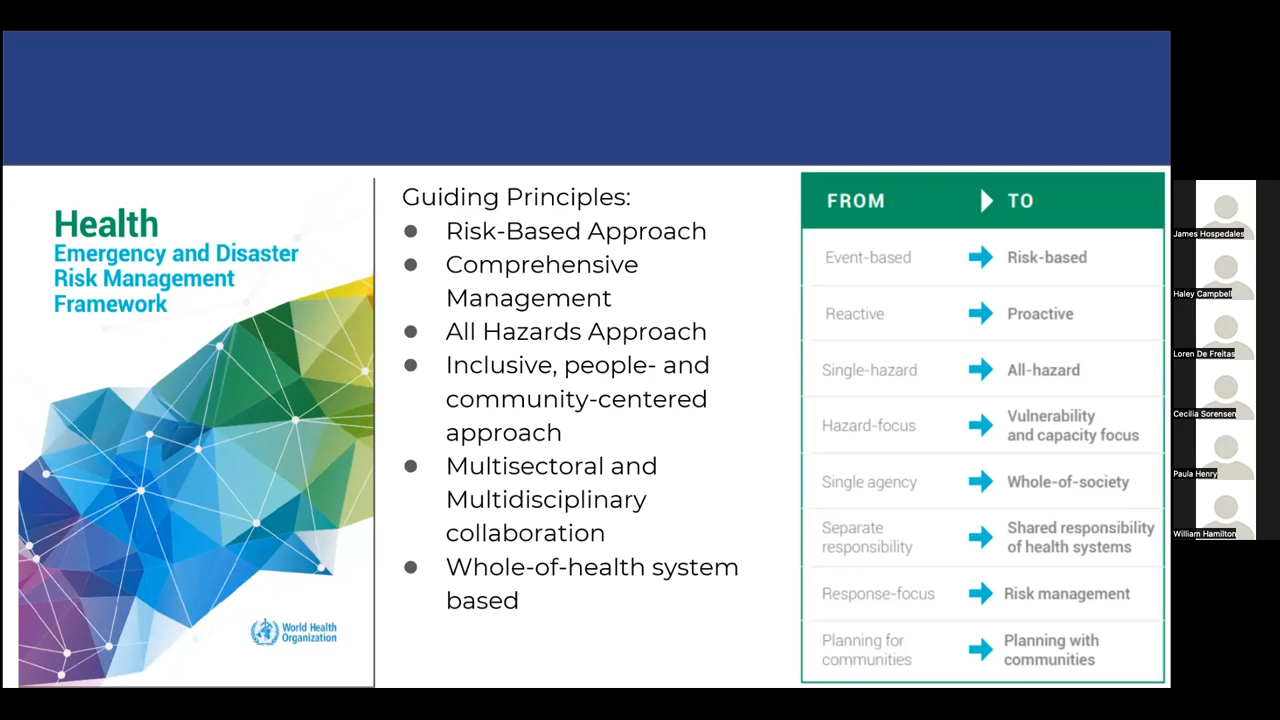 Health
Emergency and Disaster
Risk Management
Framework
World Health
Organization
Guiding Principles:
● Risk-Based Approach
● Comprehensive
Management
● All Hazards Approach
● Inclusive, people- and
community-centered
approach
● Multisectoral and
Multidisciplinary
collaboration
● Whole-of-health system
based
FROM TO
Event-based Risk-based
Reactive Proactive
Single-hazard All-hazard
Hazard-focus Vulnerability
and capacity focus
Single agency Whole-of-society
Separate
responsibility
Shared responsibility
of health systems
Response-focus Risk management
Planning for
communities
Planning with
communities
James Hospedales
Haley Campbell
Loren De Freitas
Cecilia Sorensen
Paula Henry
William Hamilton